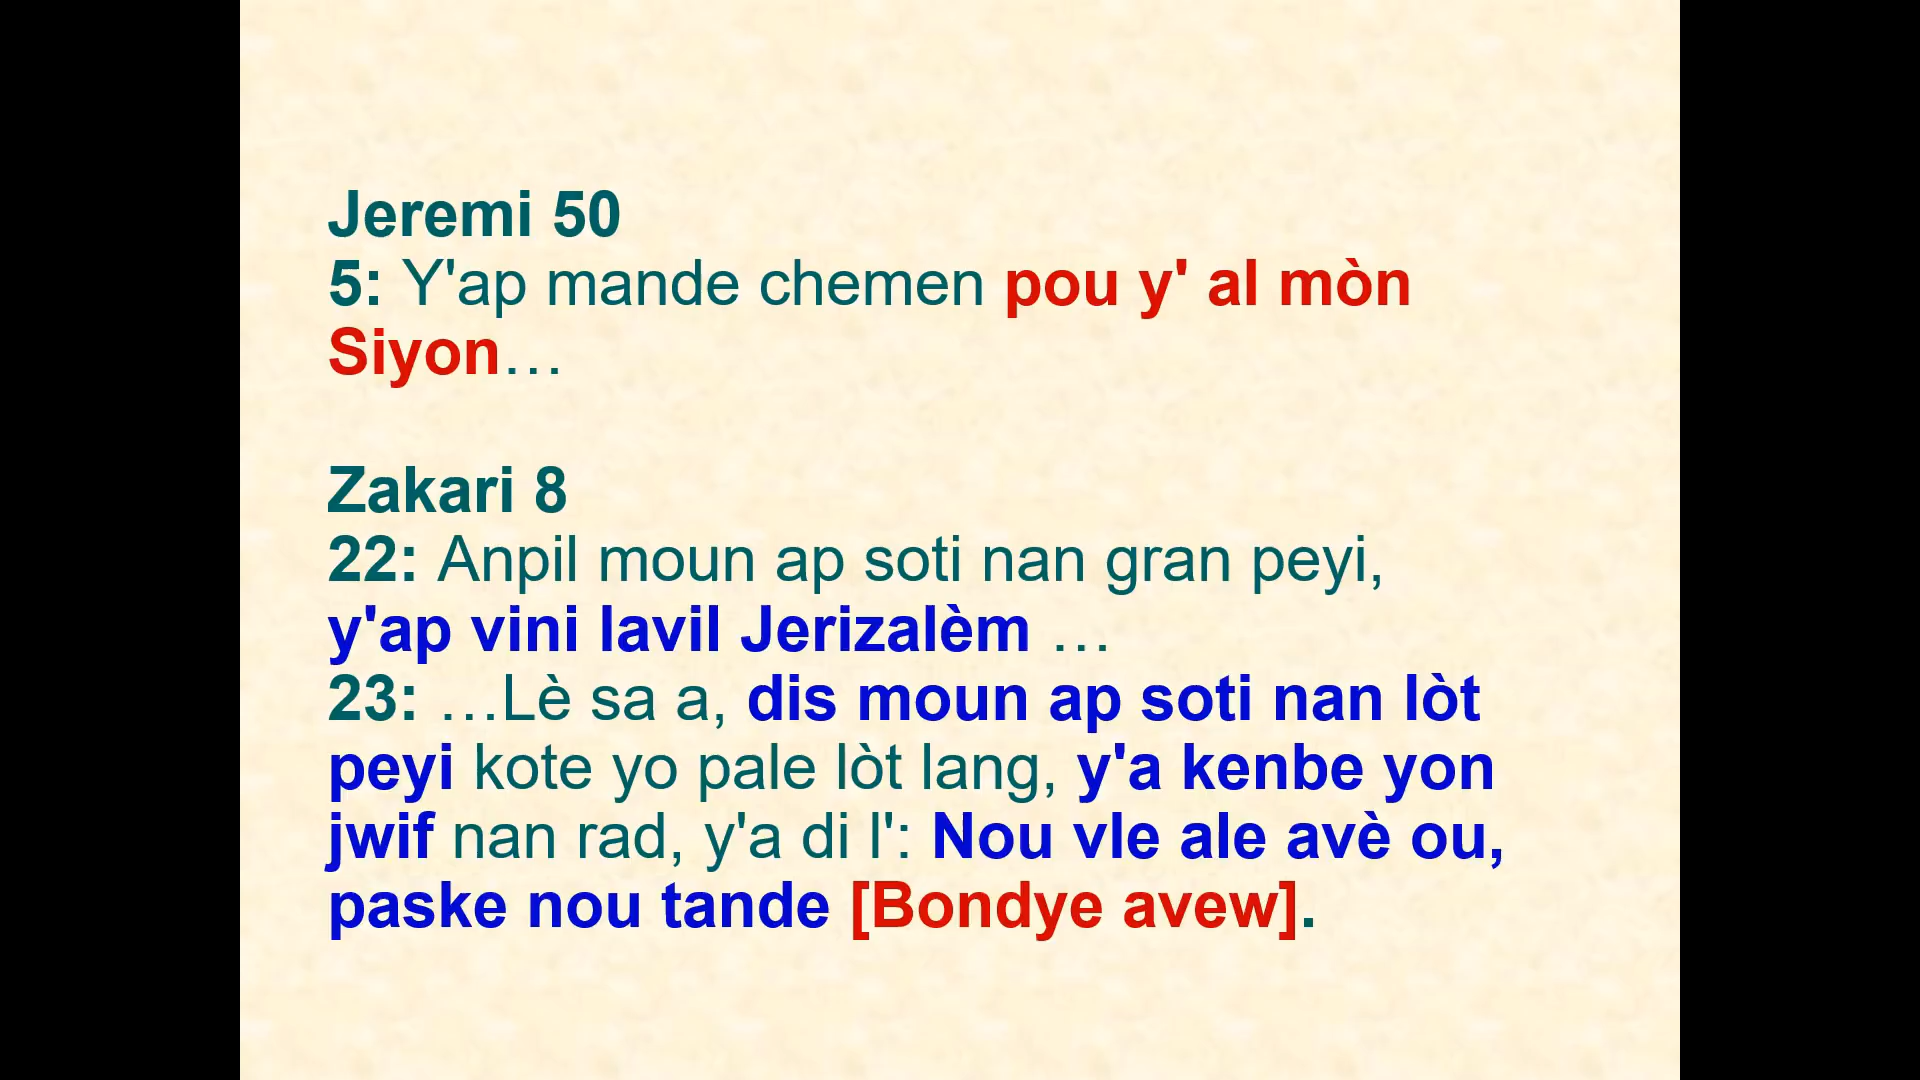 Jeremi 50
5: Y'ap mande chemen pou y' al mòn
Siyon…
Zakari 8
22: Anpil moun ap soti nan gran peyi,
y'ap vini lavil Jerizalèm …
23: …Lè sa a, dis moun ap soti nan lòt
peyi kote yo pale lòt lang, y'a kenbe yon
jwif nan rad, y'a di l': Nou vle ale avè ou,
paske nou tande [Bondye avew].